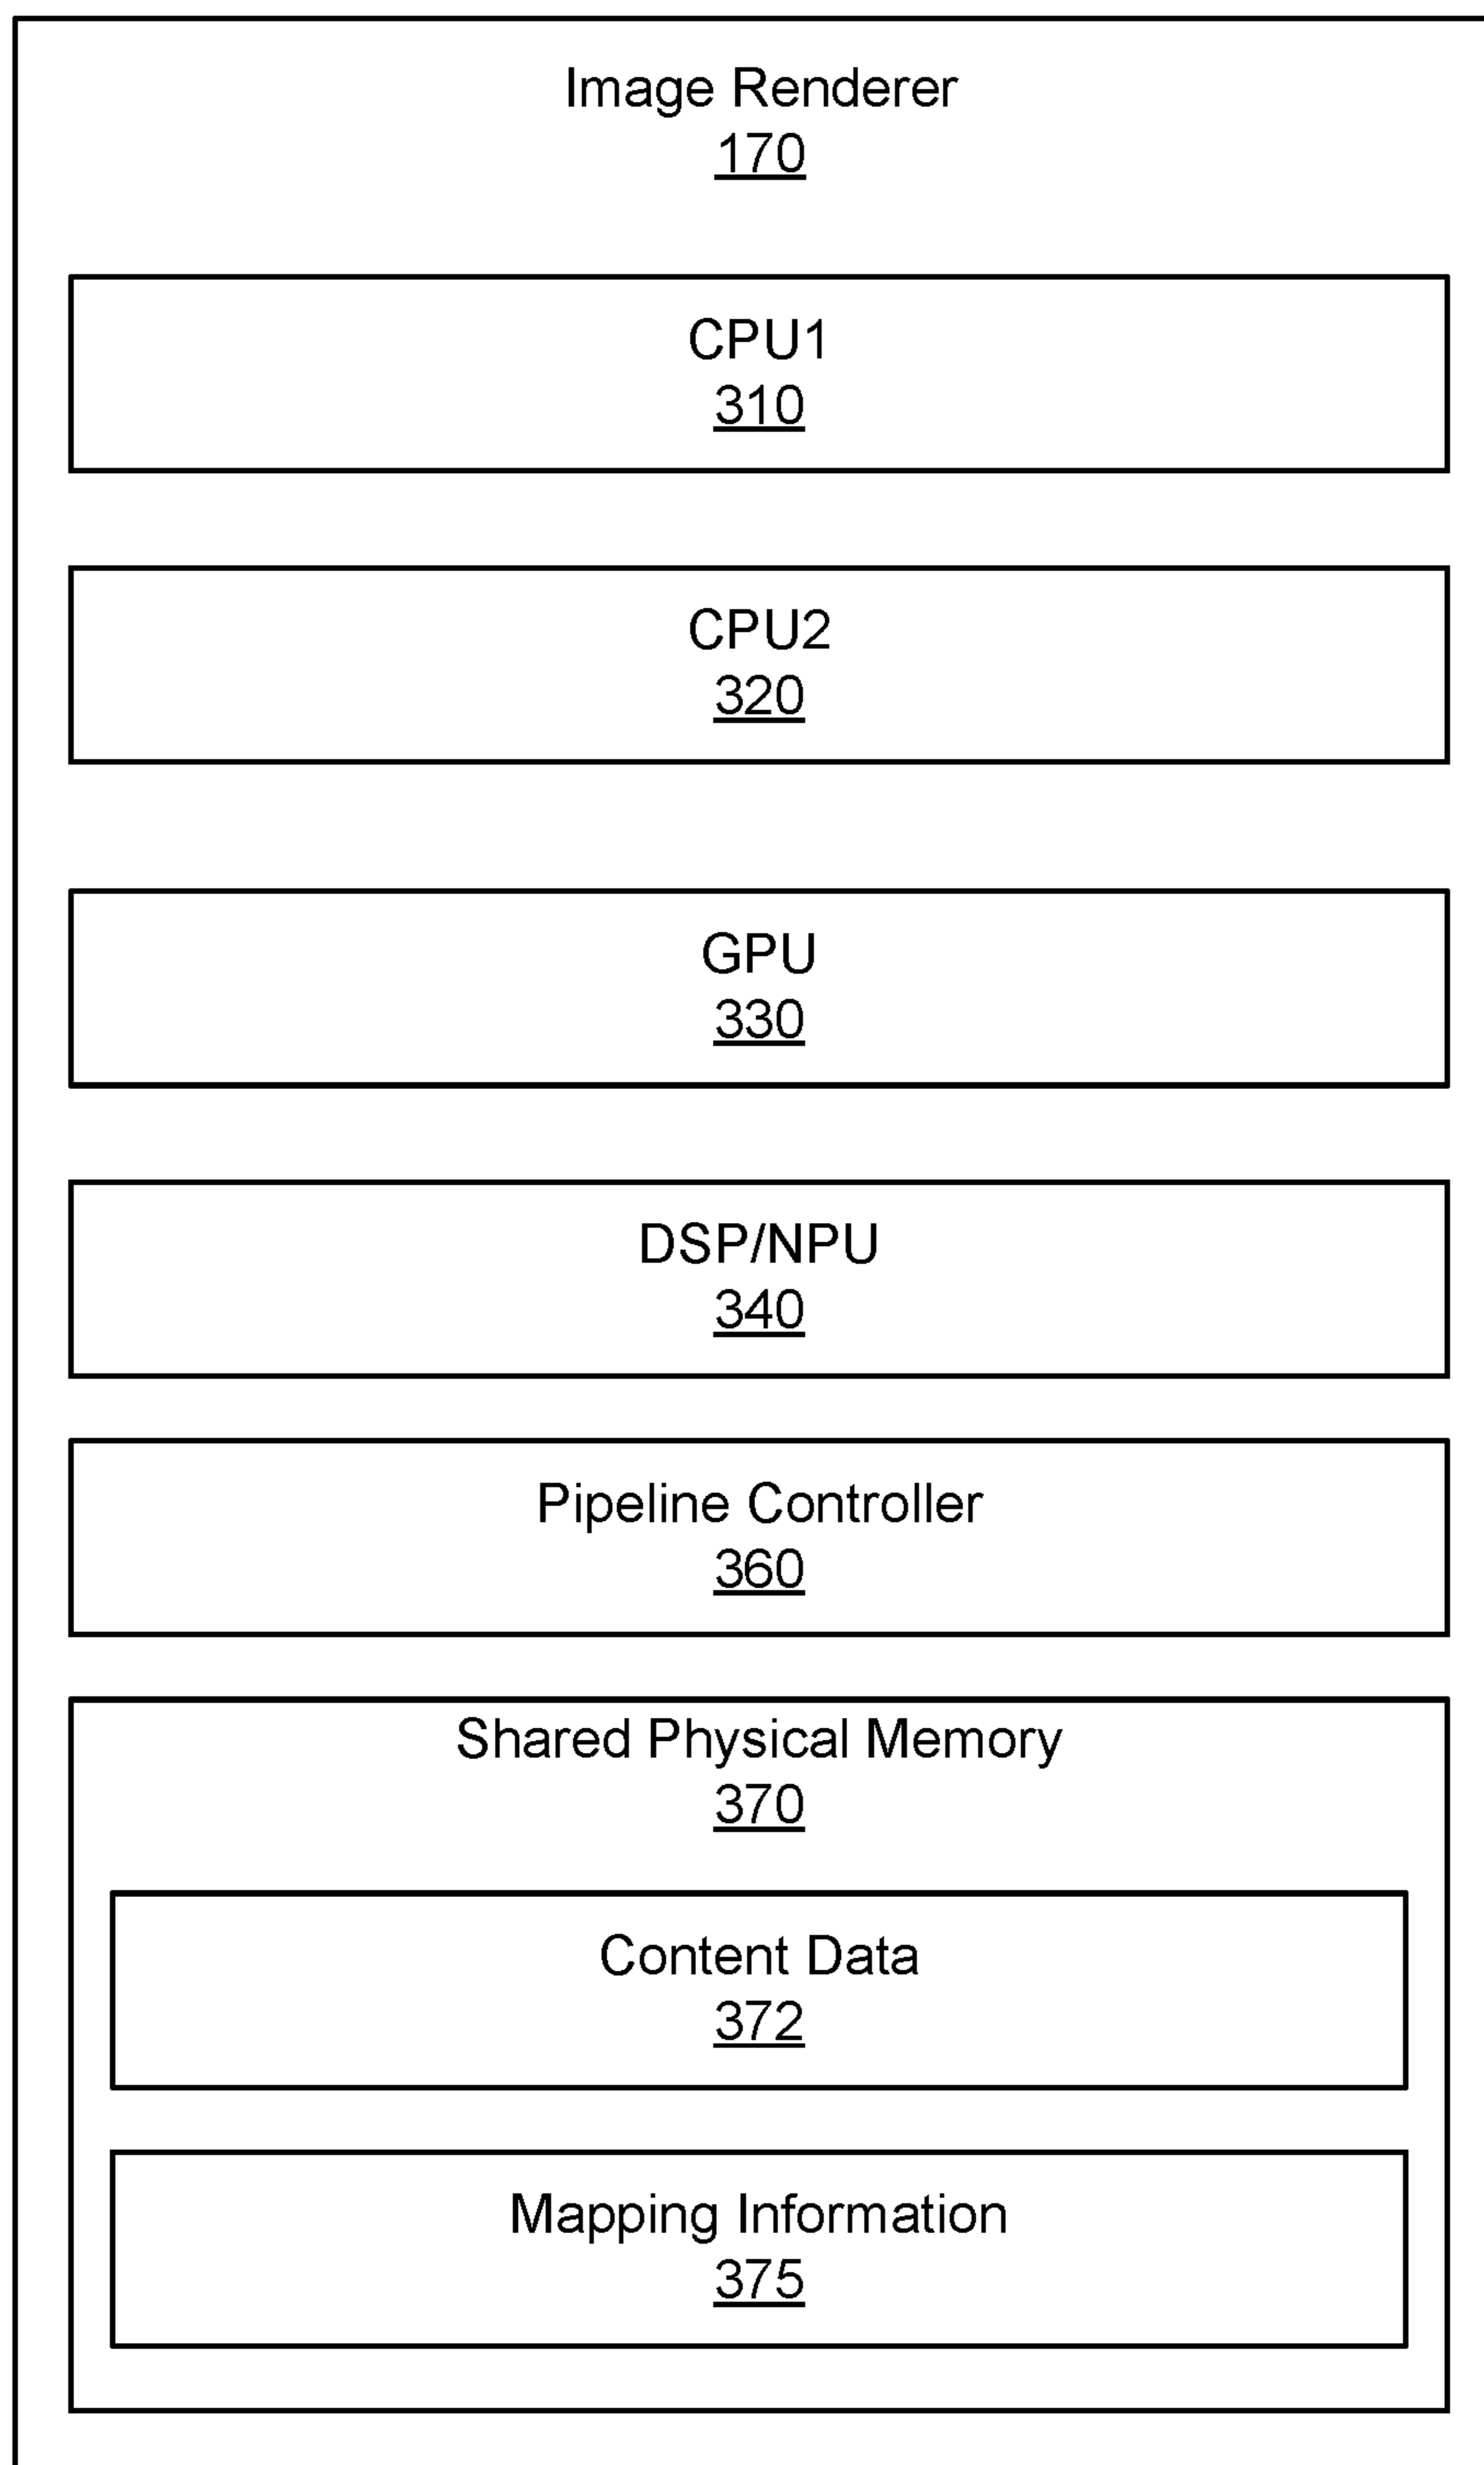 Image Renderer
170
CPU1
310
CPU2
320
GPU
330
DSP/NPU
340
Pipeline Controller
360
Shared Physical Memory
370
Content Data
372
Mapping Information
375